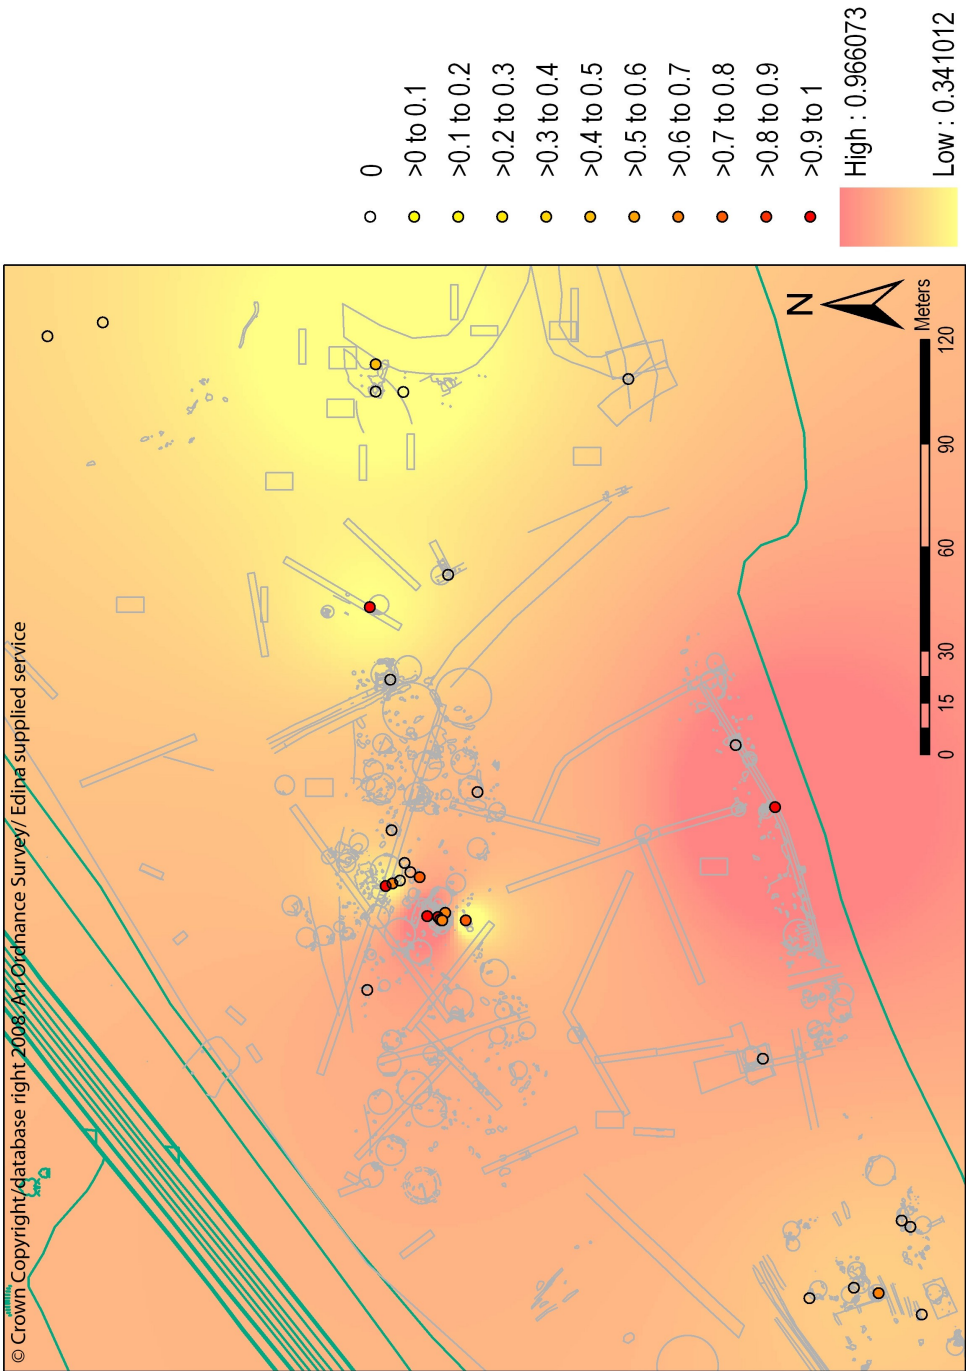 © Crown Copyright/database right 2008. An Ordnance Survey/ Edina supplied service
0
>0 to 0.1
>0.1 to 0.2
>0.2 to 0.3
>0.3 to 0.4
>0.4 to 0.5
>0.5 to 0.6
>0.6 to 0.7
>0.7 to 0.8
>0.8 to 0.9
>0.9 to 1
High : 0.966073
Low : 0.341012
N
0 15 30 60 90 120
Meters